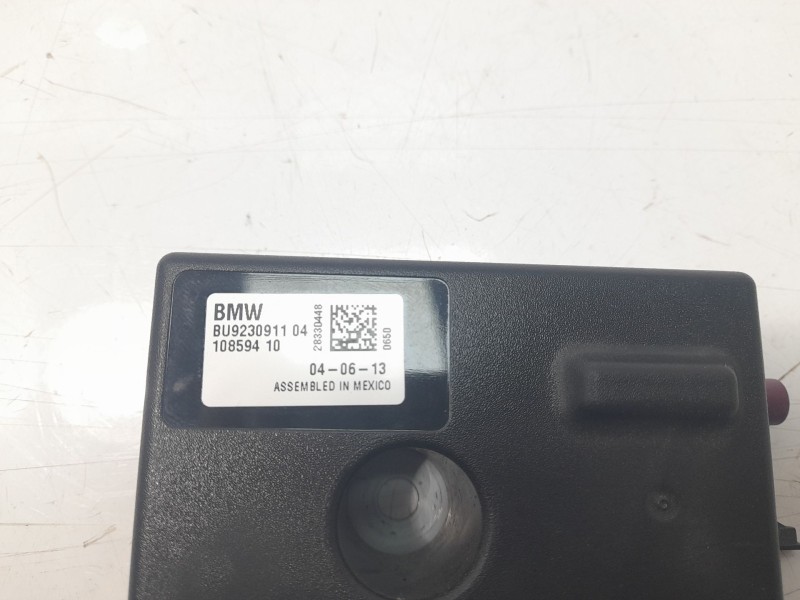 BMW
BU9230911 04
108594 10
28330448
0650
04-06-13
ASSEMBLED IN MEXICO